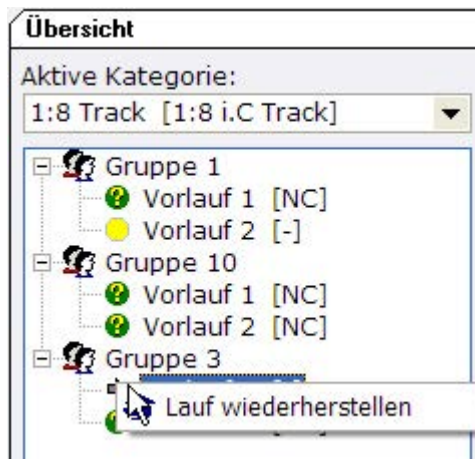 Übersicht
Aktive Kategorie:
1:8 Track [1:8 i.C Track]
Gruppe 1
Vorlauf 1 [NC]
Vorlauf 2 [-]
Gruppe 10
Vorlauf 1 [NC]
Vorlauf 2 [NC]
Gruppe 3
Lauf wiederherstellen